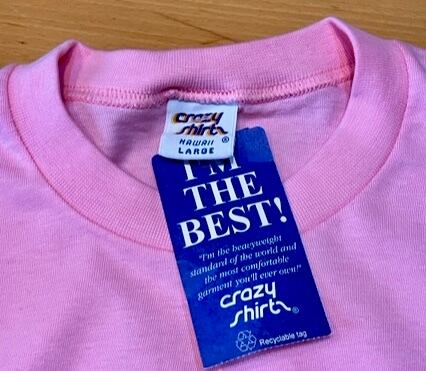 crazy
shirts
HAWAII ®
LARGE
I'M
THE
BEST!
"I'm the heavyweight
standard of the world and
the most comfortable
garment you'll ever own!"
crazy
shirts®
Recyclable tag